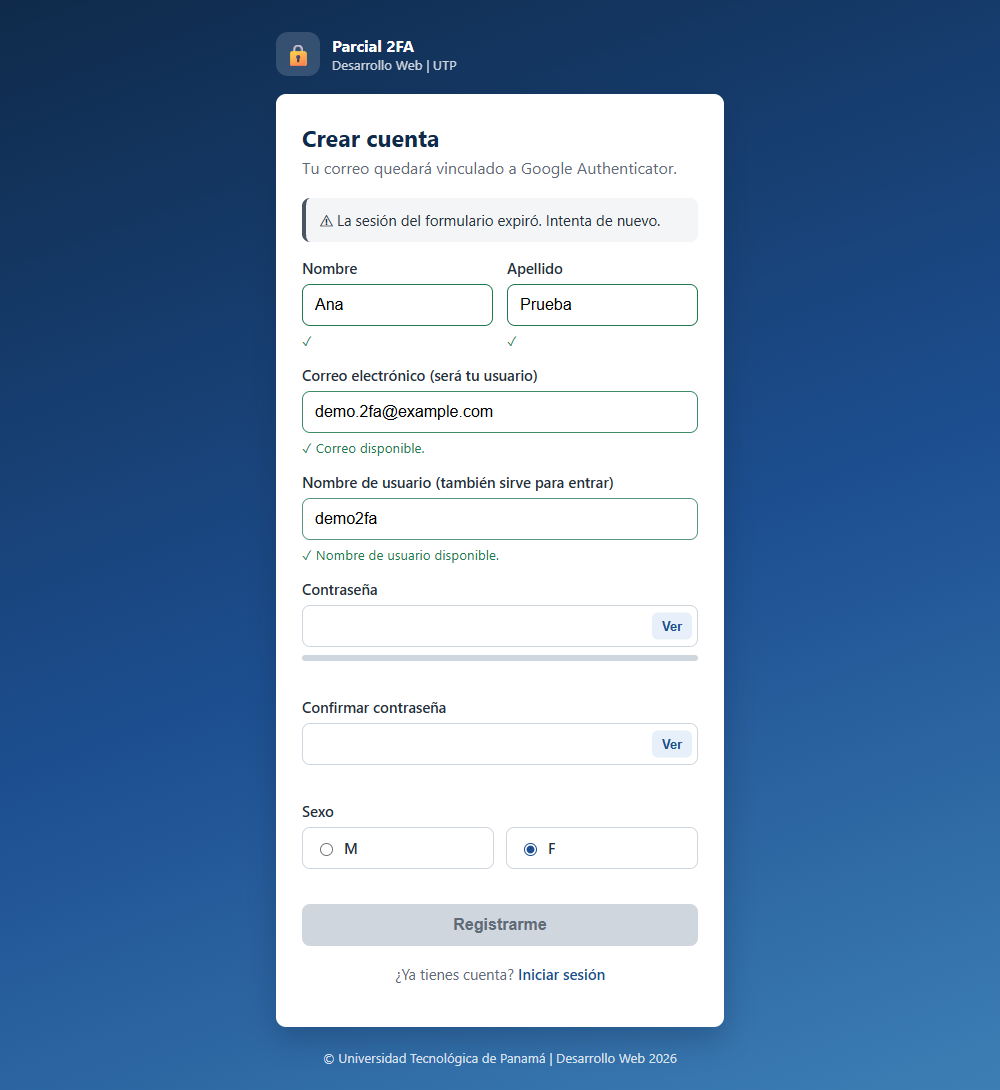 Parcial 2FA
Desarrollo Web | UTP
Crear cuenta
Tu correo quedará vinculado a Google Authenticator.
⚠ La sesión del formulario expiró. Intenta de nuevo.
Nombre Apellido
Ana Prueba
✓ ✓
Correo electrónico (será tu usuario)
demo.2fa@example.com
✓ Correo disponible.
Nombre de usuario (también sirve para entrar)
demo2fa
✓ Nombre de usuario disponible.
Contraseña
Ver
Confirmar contraseña
Ver
Sexo
M F
Registrarme
¿Ya tienes cuenta? Iniciar sesión
© Universidad Tecnológica de Panamá | Desarrollo Web 2026